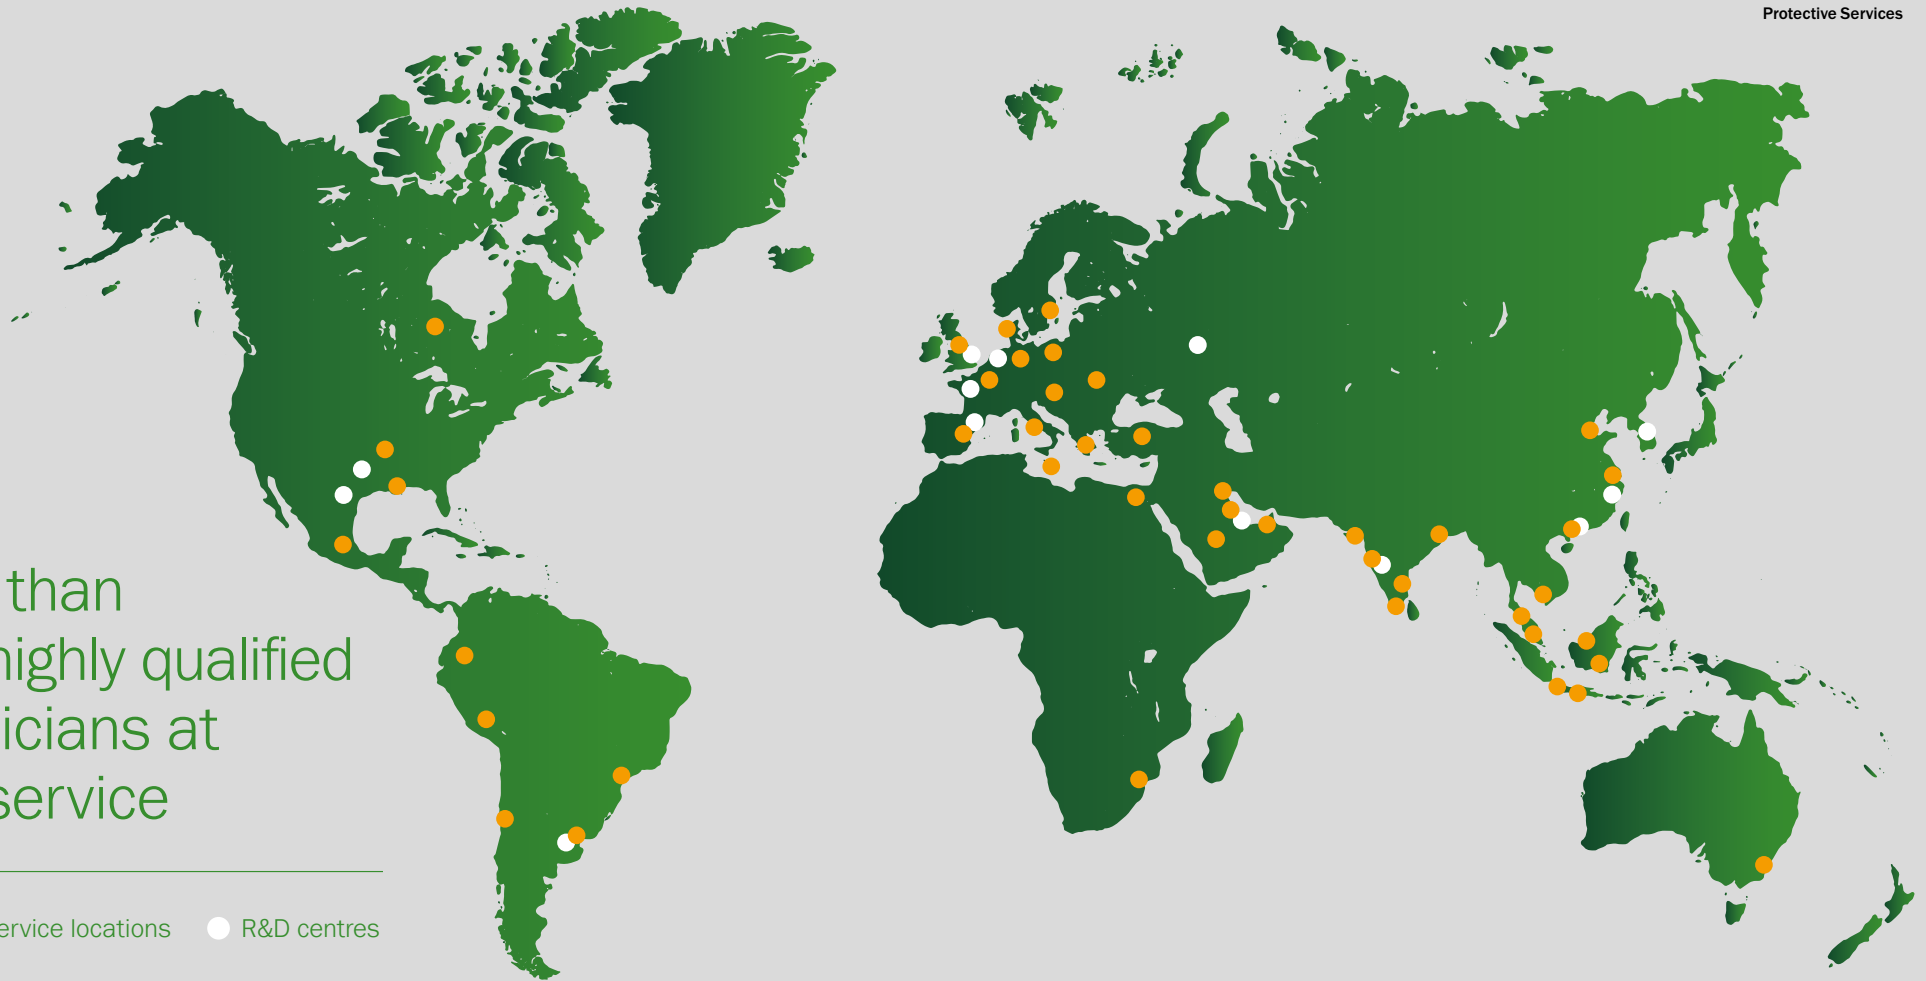 Protective Services
than
highly qualified
icians at
service
ervice locations
R&D centres